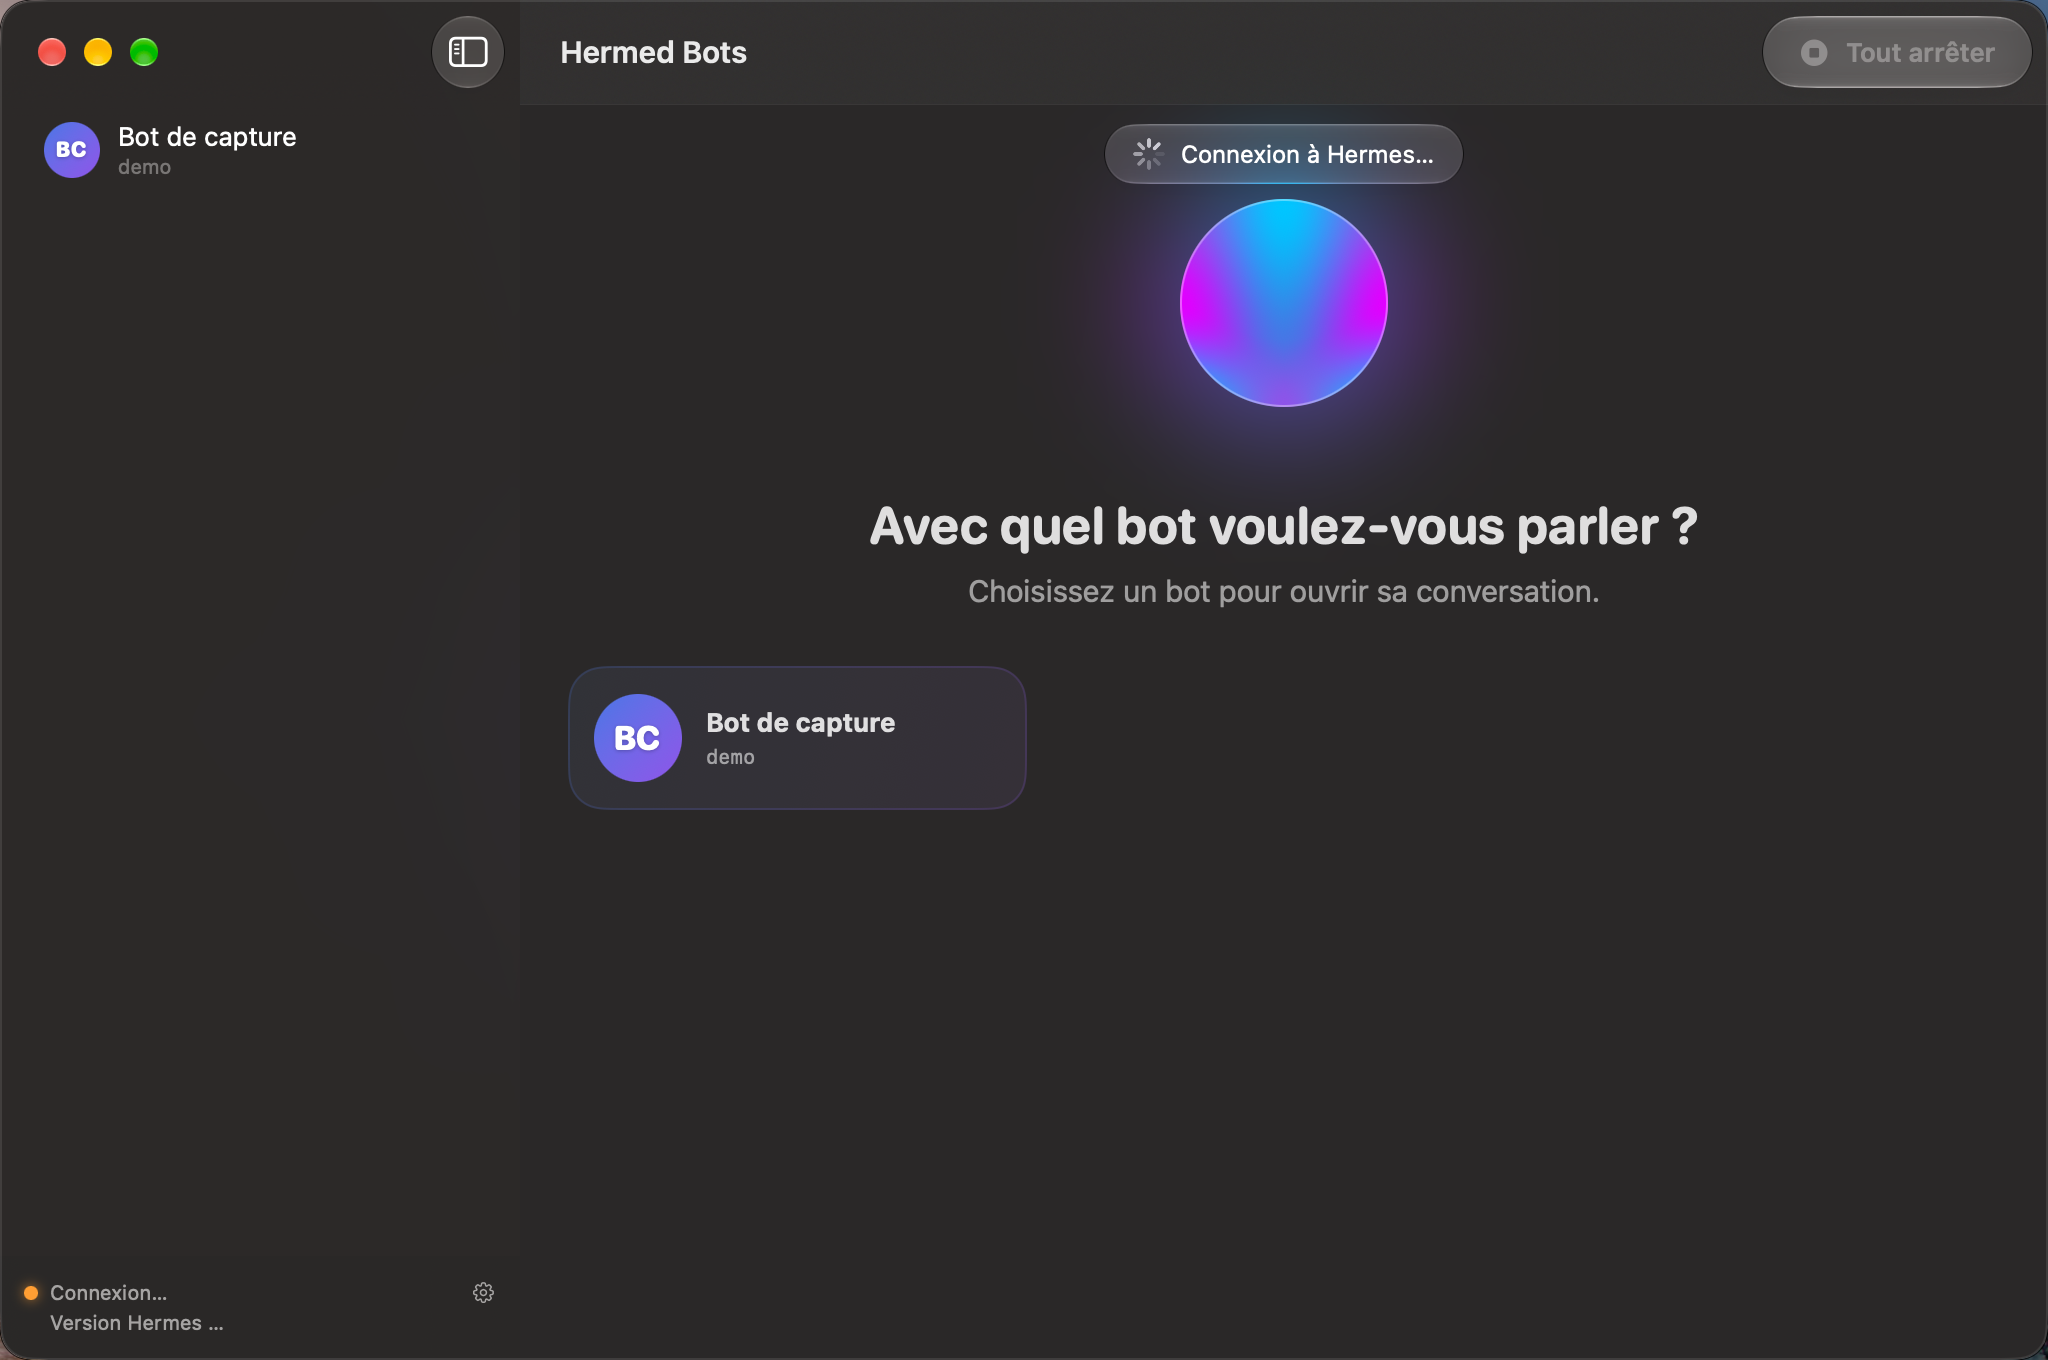 Hermed Bots
Tout arrêter
BC
Bot de capture
demo
Connexion à Hermes...
Avec quel bot voulez-vous parler ?
Choisissez un bot pour ouvrir sa conversation.
BC
Bot de capture
demo
Connexion...
Version Hermes ...